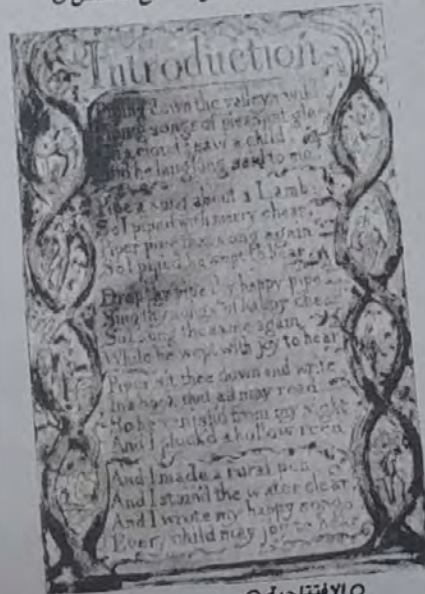 Introduction
Piping down the valleys wild
Piping songs of pleasant glee
On a cloud I saw a child
And he laughing said to me
Pipe a song about a Lamb:
So I piped with merry chear,
Piper pipe that song again
So I piped he wept to hear
Drop thy pipe thy happy pipe
Sing thy songs of happy chear
So I sung the same again
While he wept with joy to hear
Piper sit thee down and write
In a book that all may read
So he vanish'd from my sight
And I pluck'd a hollow reed
And I made a rural pen
And I stain'd the water clear
And I wrote my happy songs
Every child may joy to hear